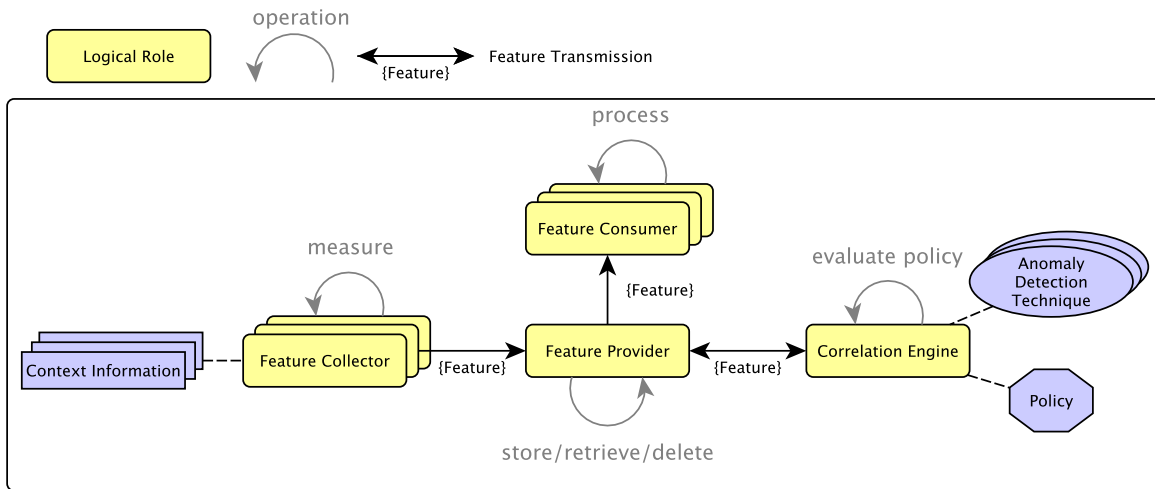 operation
Logical Role
{Feature}
Feature Transmission
process
Feature Consumer
measure
evaluate policy
Anomaly
Detection
Technique
{Feature}
Context Information
Feature Collector
{Feature}
Feature Provider
{Feature}
Correlation Engine
Policy
store/retrieve/delete